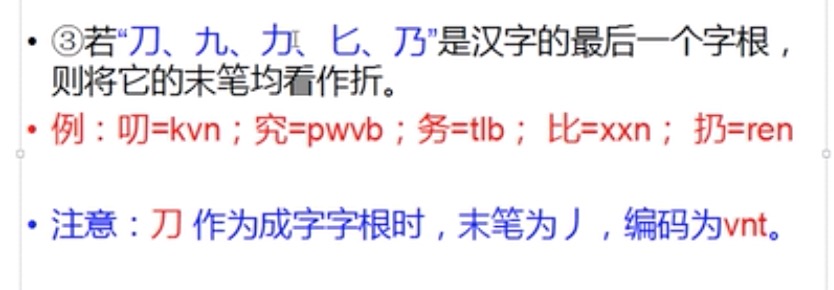 • ③若“刀、九、力、匕、乃”是汉字的最后一个字根，
则将它的末笔均看作折。
• 例：叨=kvn；究=pwvb；务=tlb； 比=xxn； 扔=ren
• 注意：刀 作为成字字根时，末笔为丿，编码为vnt。